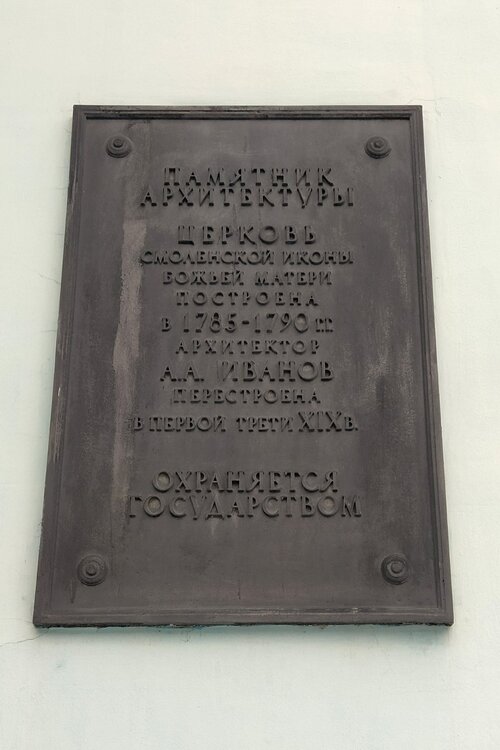 ПАМЯТНИК
АРХИТЕКТУРЫ
ЦЕРКОВЬ
СМОЛЕНСКОЙ ИКОНЫ
БОЖЬЕЙ МАТЕРИ
ПОСТРОЕНА
В 1785-1790 гг.
АРХИТЕКТОР
А.А. ИВАНОВ
ПЕРЕСТРОЕНА
В ПЕРВОЙ ТРЕТИ XIX В.
ОХРАНЯЕТСЯ
ГОСУДАРСТВОМ